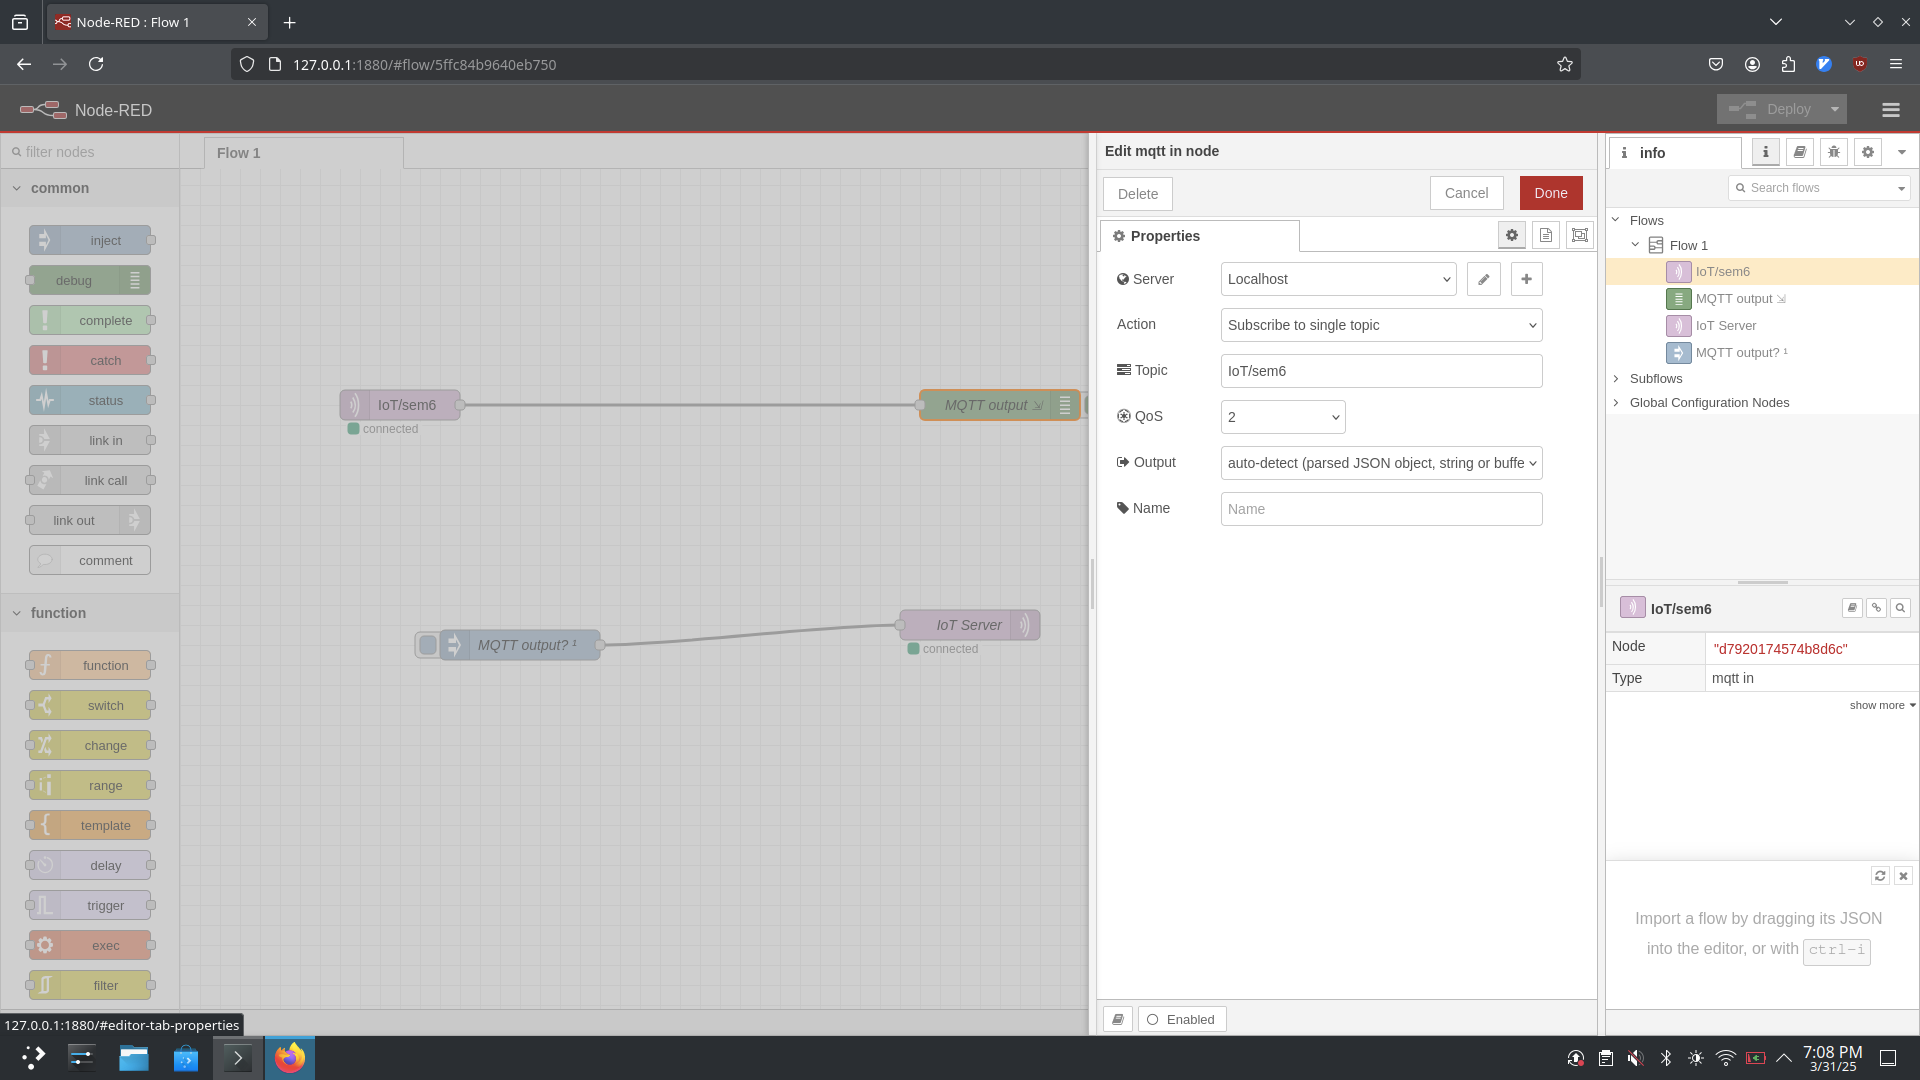 Node-RED : Flow 1
127.0.0.1:1880/#flow/5ffc84b9640eb750
Node-RED
Deploy
filter nodes
common
inject
debug
complete
catch
status
link in
link call
link out
comment
function
function
switch
change
range
template
delay
trigger
exec
filter
Flow 1
IoT/sem6
connected
MQTT output ⇲
MQTT output? ¹
IoT Server
connected
Edit mqtt in node
Delete
Cancel
Done
Properties
Server
Localhost
Action
Subscribe to single topic
Topic
IoT/sem6
QoS
2
Output
auto-detect (parsed JSON object, string or buffe
Name
Name
Enabled
info
Search flows
Flows
Flow 1
IoT/sem6
MQTT output ⇲
IoT Server
MQTT output? ¹
Subflows
Global Configuration Nodes
IoT/sem6
Node
"d7920174574b8d6c"
Type
mqtt in
show more
Import a flow by dragging its JSON
into the editor, or with ctrl-i
127.0.0.1:1880/#editor-tab-properties
7:08 PM
3/31/25